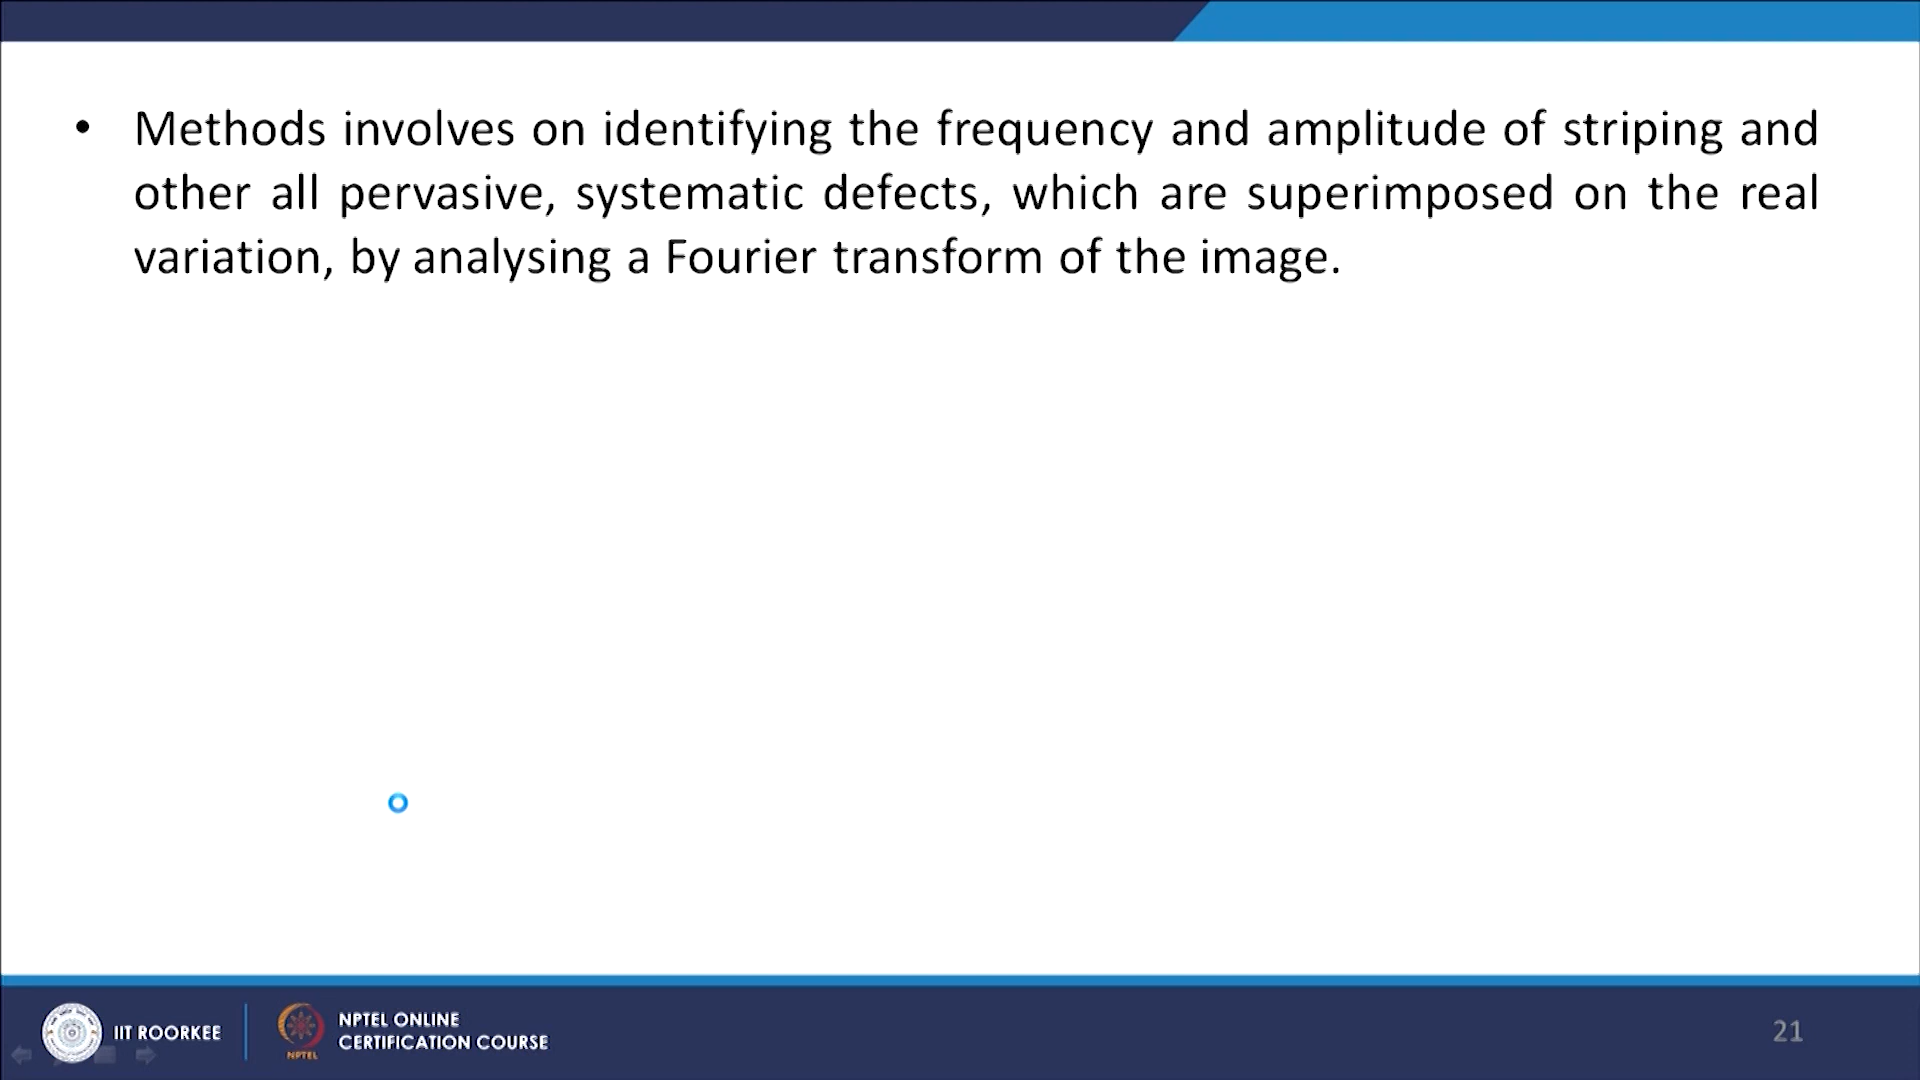 • Methods involves on identifying the frequency and amplitude of striping and
other all pervasive, systematic defects, which are superimposed on the real
variation, by analysing a Fourier transform of the image.
IIT ROORKEE
NPTEL
NPTEL ONLINE
CERTIFICATION COURSE
21